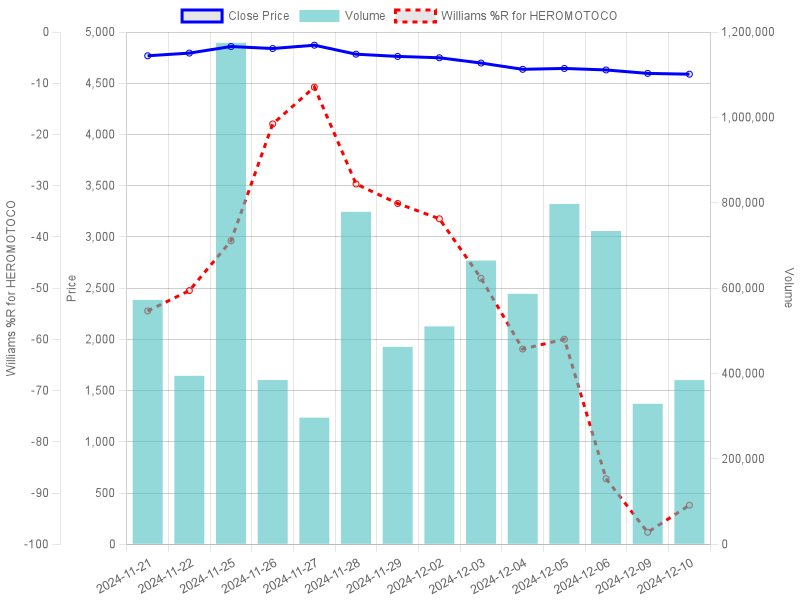 Close Price Volume Williams %R for HEROMOTOCO
0 5,000 1,200,000
-10 4,500
1,000,000
-20 4,000
-30 3,500
800,000
-40 3,000
-50 2,500 600,000
-60 2,000
400,000
-70 1,500
-80 1,000
200,000
-90 500
-100 0 0
Williams %R for HEROMOTOCO
Price
Volume
2024-11-21 2024-11-22 2024-11-25 2024-11-26 2024-11-27 2024-11-28 2024-11-29 2024-12-02 2024-12-03 2024-12-04 2024-12-05 2024-12-06 2024-12-09 2024-12-10